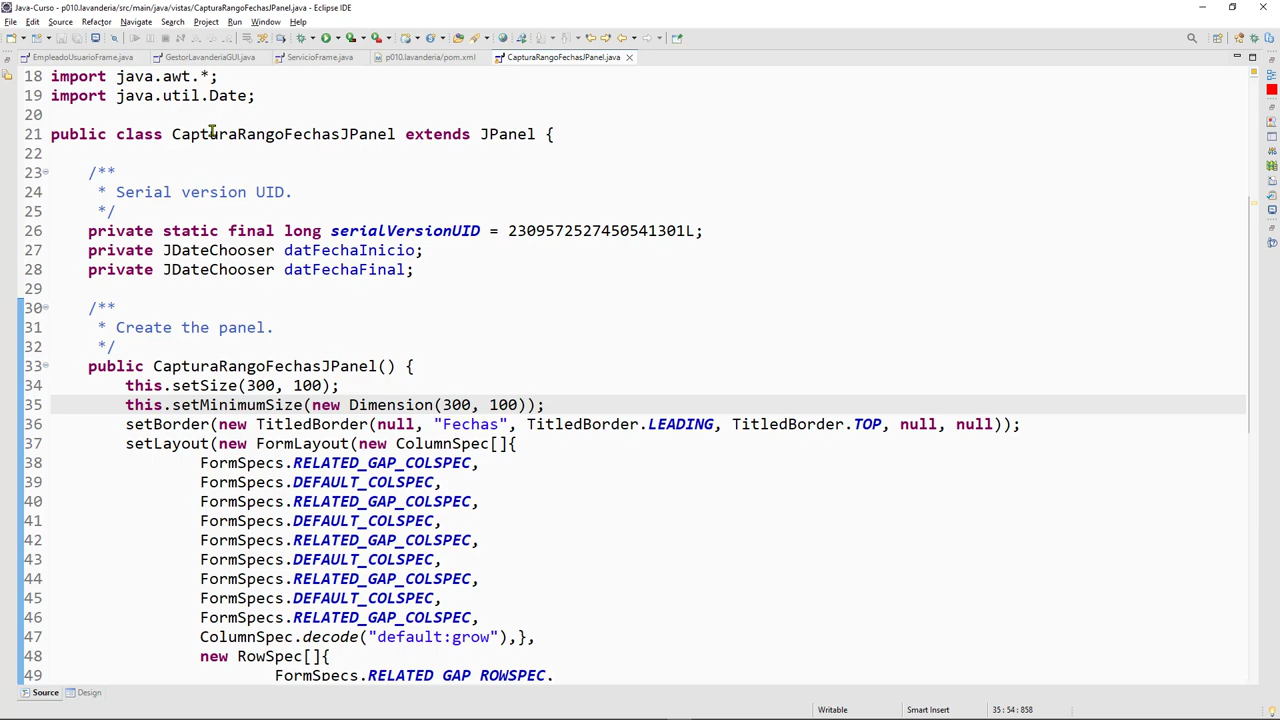 Java-Curso - p010.lavanderia/src/main/java/vistas/CapturaRangoFechasJPanel.java - Eclipse IDE
File Edit Source Refactor Navigate Search Project Run Window Help
EmpleadoUsuarioFrame.java GestorLavanderiaGUI.java ServicioFrame.java p010.lavanderia/pom.xml CapturaRangoFechasJPanel.java
18 import java.awt.*;
19 import java.util.Date;
20
21 public class CapturaRangoFechasJPanel extends JPanel {
22
23 /**
24 * Serial version UID.
25 */
26 private static final long serialVersionUID = 2309572527450541301L;
27 private JDateChooser datFechaInicio;
28 private JDateChooser datFechaFinal;
29
30 /**
31 * Create the panel.
32 */
33 public CapturaRangoFechasJPanel() {
34 this.setSize(300, 100);
35 this.setMinimumSize(new Dimension(300, 100));
36 setBorder(new TitledBorder(null, "Fechas", TitledBorder.LEADING, TitledBorder.TOP, null, null));
37 setLayout(new FormLayout(new ColumnSpec[]{
38 FormSpecs.RELATED_GAP_COLSPEC,
39 FormSpecs.DEFAULT_COLSPEC,
40 FormSpecs.RELATED_GAP_COLSPEC,
41 FormSpecs.DEFAULT_COLSPEC,
42 FormSpecs.RELATED_GAP_COLSPEC,
43 FormSpecs.DEFAULT_COLSPEC,
44 FormSpecs.RELATED_GAP_COLSPEC,
45 FormSpecs.DEFAULT_COLSPEC,
46 FormSpecs.RELATED_GAP_COLSPEC,
47 ColumnSpec.decode("default:grow"),},
48 new RowSpec[]{
49 FormSpecs.RELATED_GAP_ROWSPEC,
Source Design
Writable Smart Insert 35 : 54 : 858